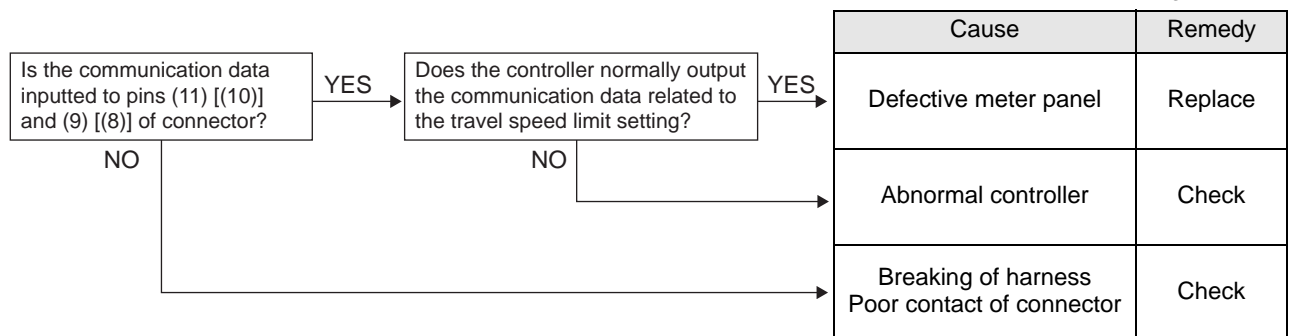 Cause
Remedy
Is the communication data
inputted to pins (11) [(10)]
and (9) [(8)] of connector?
YES
Does the controller normally output
the communication data related to
the travel speed limit setting?
YES
Defective meter panel
Replace
NO
NO
Abnormal controller
Check
Breaking of harness
Poor contact of connector
Check